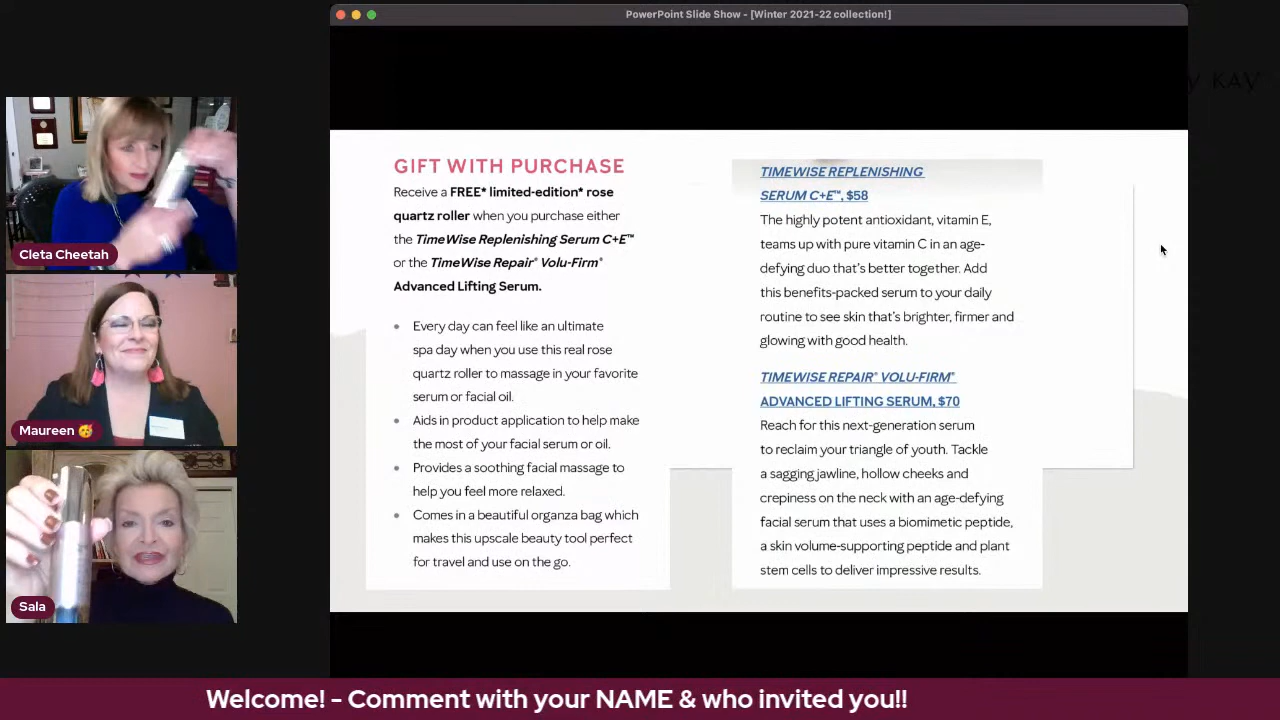 PowerPoint Slide Show - [Winter 2021-22 collection!]
KAY
Cleta Cheetah
Maureen 🥳
Sala
GIFT WITH PURCHASE
Receive a FREE* limited-edition* rose
quartz roller when you purchase either
the TimeWise Replenishing Serum C+E™
or the TimeWise Repair® Volu-Firm®
Advanced Lifting Serum.
• Every day can feel like an ultimate
spa day when you use this real rose
quartz roller to massage in your favorite
serum or facial oil.
• Aids in product application to help make
the most of your facial serum or oil.
• Provides a soothing facial massage to
help you feel more relaxed.
• Comes in a beautiful organza bag which
makes this upscale beauty tool perfect
for travel and use on the go.
TIMEWISE REPLENISHING
SERUM C+E™, $58
The highly potent antioxidant, vitamin E,
teams up with pure vitamin C in an age-
defying duo that's better together. Add
this benefits-packed serum to your daily
routine to see skin that's brighter, firmer and
glowing with good health.
TIMEWISE REPAIR® VOLU-FIRM®
ADVANCED LIFTING SERUM, $70
Reach for this next-generation serum
to reclaim your triangle of youth. Tackle
a sagging jawline, hollow cheeks and
crepiness on the neck with an age-defying
facial serum that uses a biomimetic peptide,
a skin volume-supporting peptide and plant
stem cells to deliver impressive results.
Welcome! - Comment with your NAME & who invited you!!